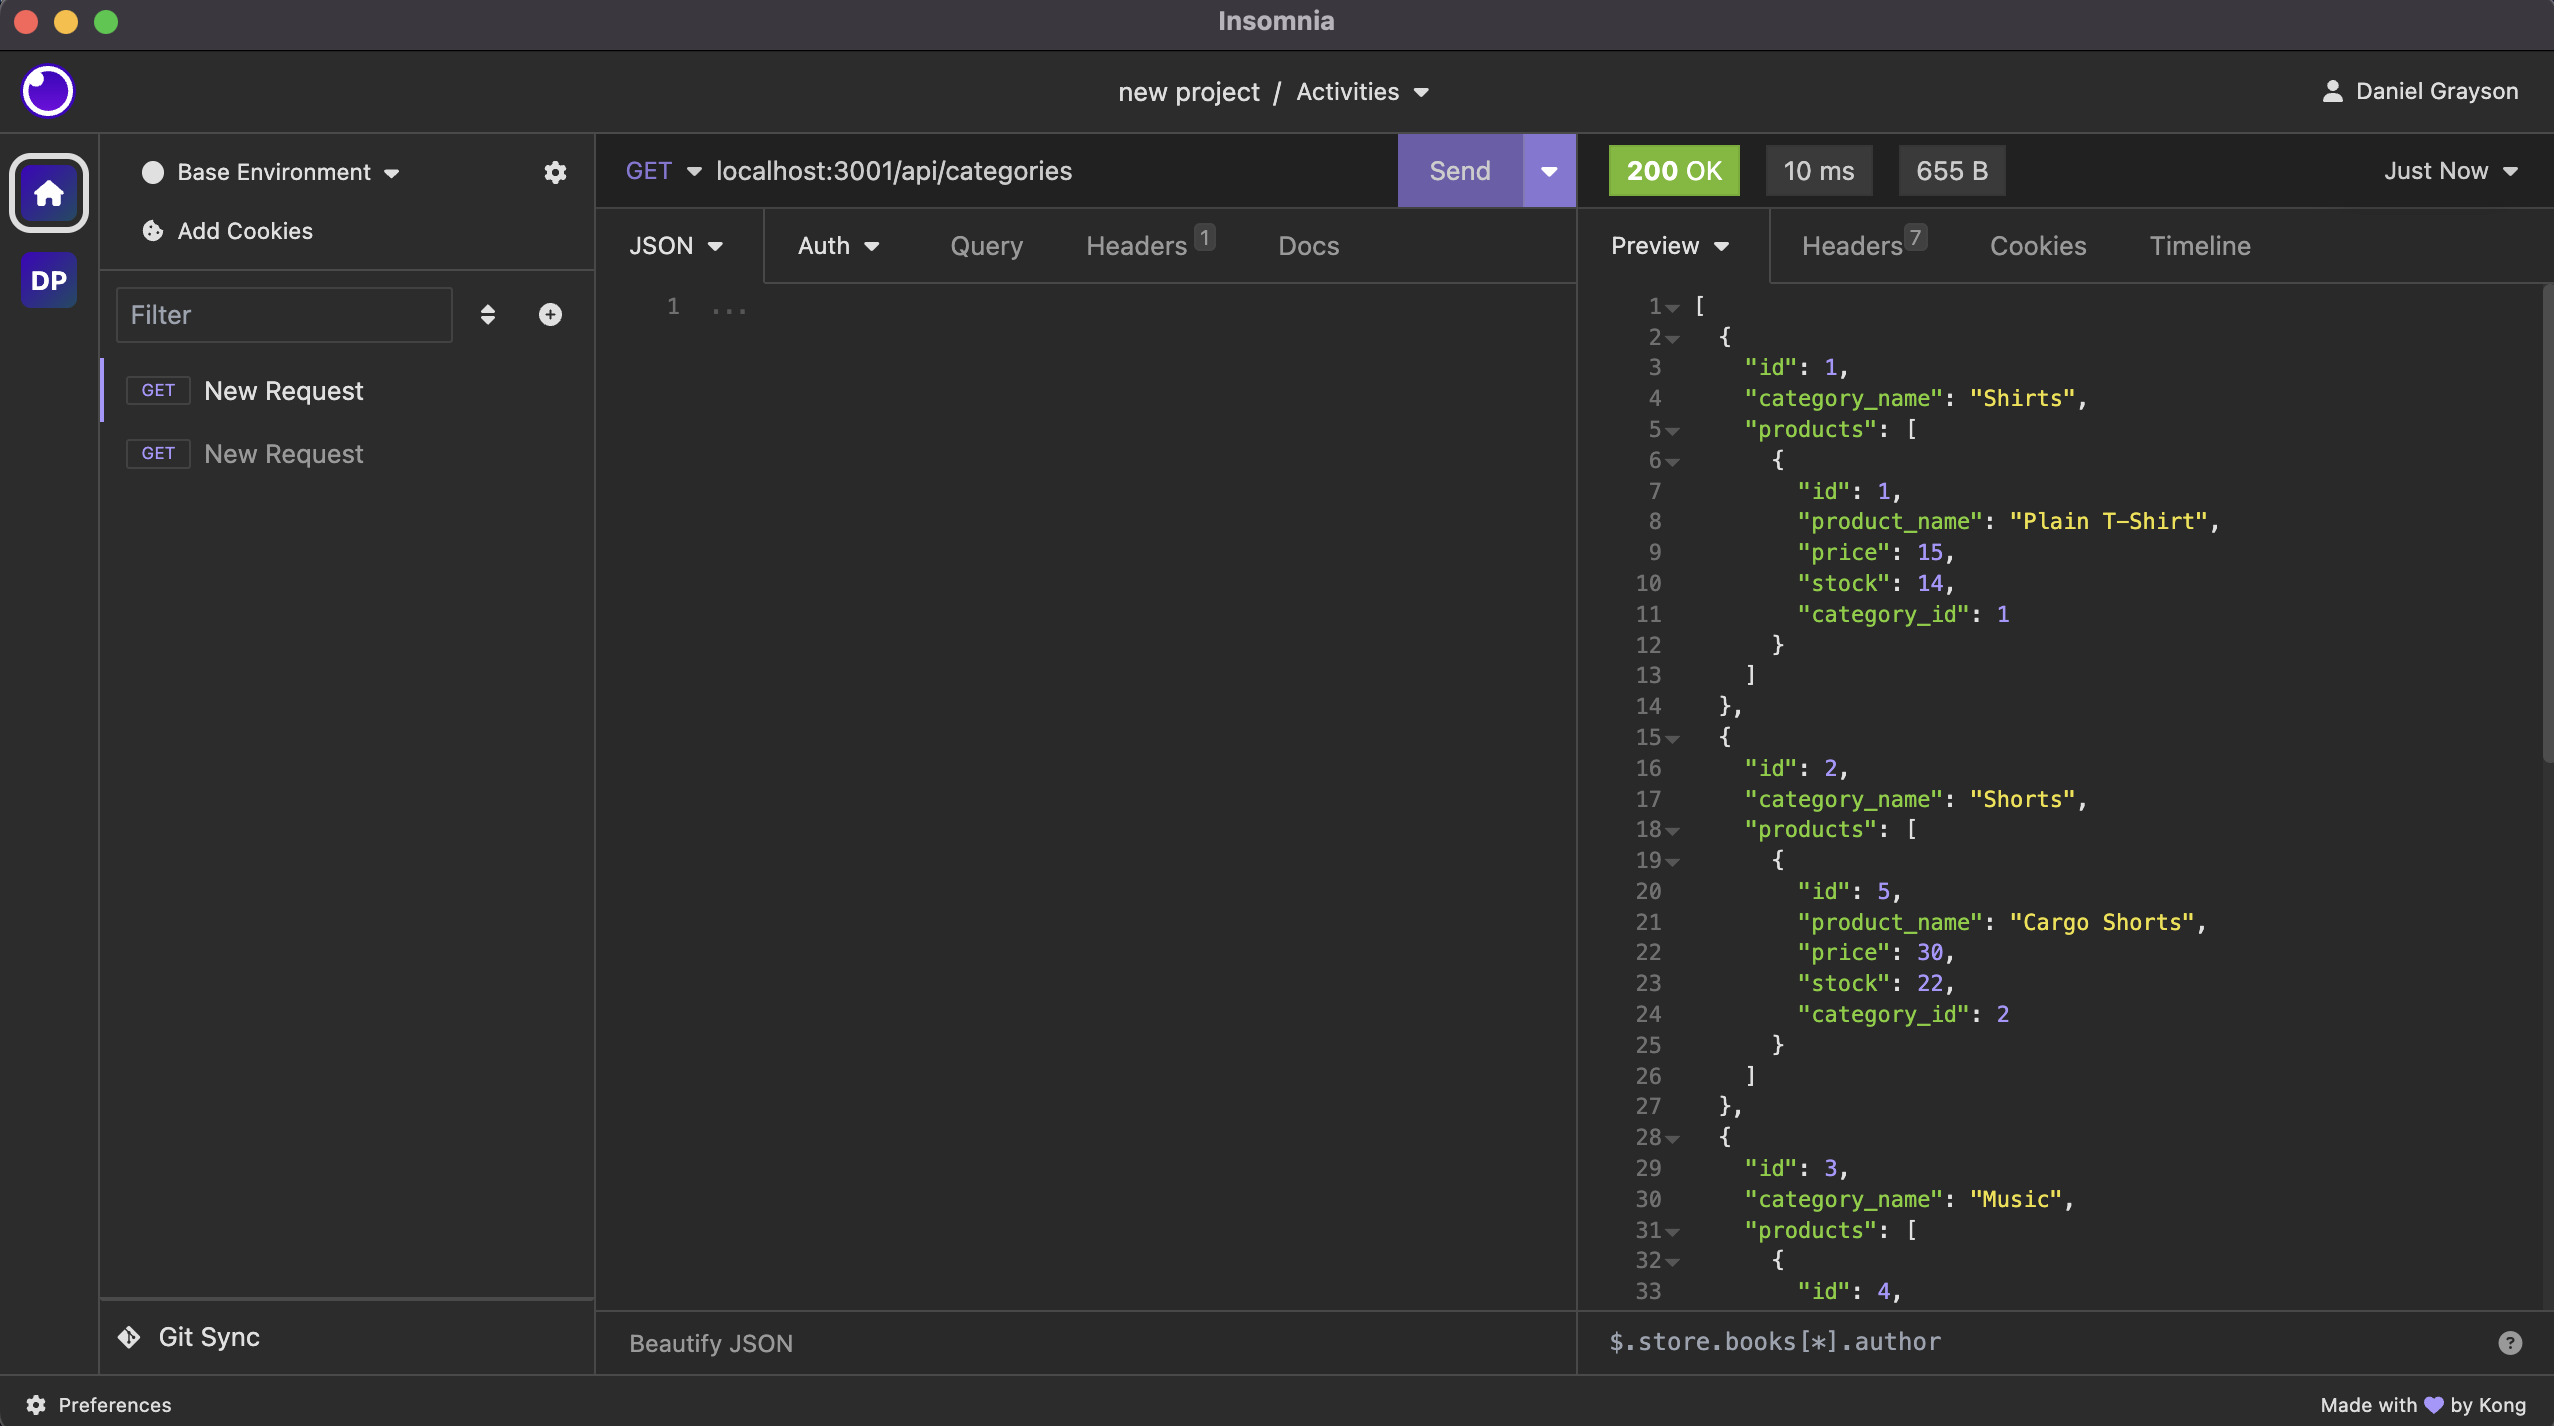 Insomnia
new project / Activities
Daniel Grayson
DP
Base Environment
Add Cookies
Filter
GET New Request
GET New Request
Git Sync
GET localhost:3001/api/categories
Send
JSON Auth Query Headers 1 Docs
1 ...
Beautify JSON
200 OK 10 ms 655 B Just Now
Preview Headers 7 Cookies Timeline
1 [
2 {
3 "id": 1,
4 "category_name": "Shirts",
5 "products": [
6 {
7 "id": 1,
8 "product_name": "Plain T-Shirt",
9 "price": 15,
10 "stock": 14,
11 "category_id": 1
12 }
13 ]
14 },
15 {
16 "id": 2,
17 "category_name": "Shorts",
18 "products": [
19 {
20 "id": 5,
21 "product_name": "Cargo Shorts",
22 "price": 30,
23 "stock": 22,
24 "category_id": 2
25 }
26 ]
27 },
28 {
29 "id": 3,
30 "category_name": "Music",
31 "products": [
32 {
33 "id": 4,
$.store.books[*].author
Preferences
Made with 💜 by Kong